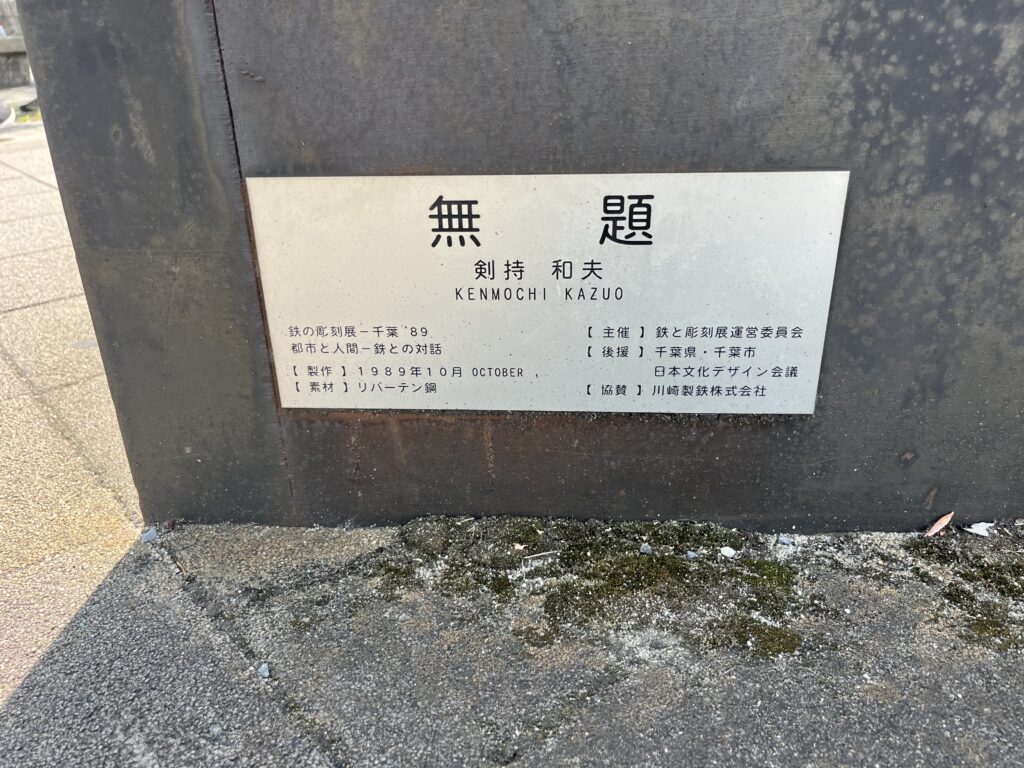 無 題
剣持 和夫
KENMOCHI KAZUO
鉄の彫刻展−千葉 '89
都市と人間−鉄との対話
【 製作 】1989年10月 OCTOBER
【 素材 】リバーテン鋼
【 主催 】鉄と彫刻展運営委員会
【 後援 】千葉県・千葉市
日本文化デザイン会議
【 協賛 】川崎製鉄株式会社